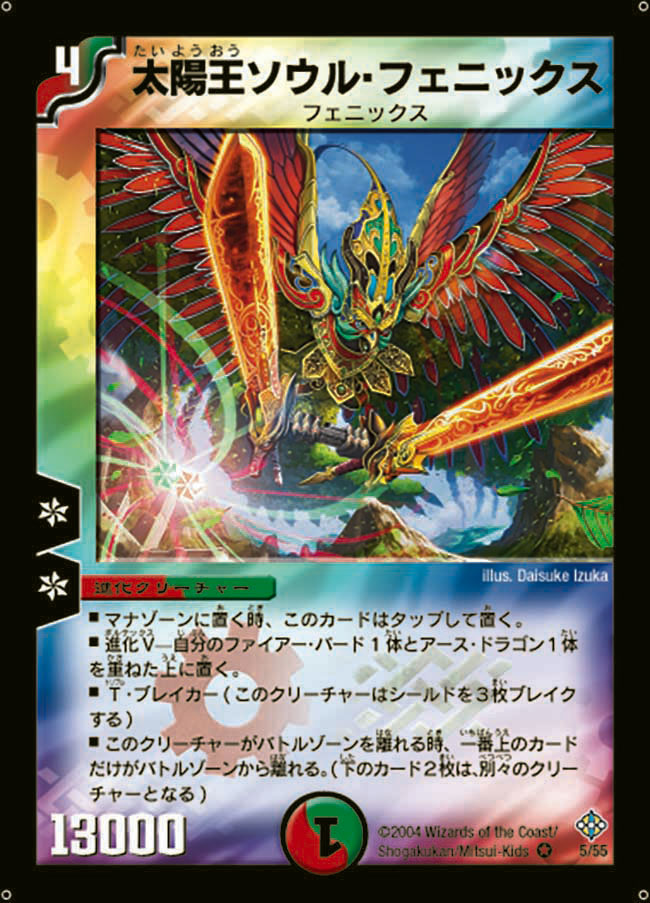 4
たいようおう
太陽王ソウル・フェニックス
フェニックス
illus. Daisuke Izuka
進化クリーチャー
■ マナゾーンに置く時、このカードはタップして置く。
■ 進化V―自分のファイアー・バード1体とアース・ドラゴン1体
を重ねた上に置く。
■ T・ブレイカー(このクリーチャーはシールドを3枚ブレイク
する)
■ このクリーチャーがバトルゾーンを離れる時、一番上のカード
だけがバトルゾーンから離れる。(下のカード2枚は、別々のクリー
チャーとなる)
13000
1
©2004 Wizards of the Coast/
Shogakukan/Mitsui-Kids
5/55